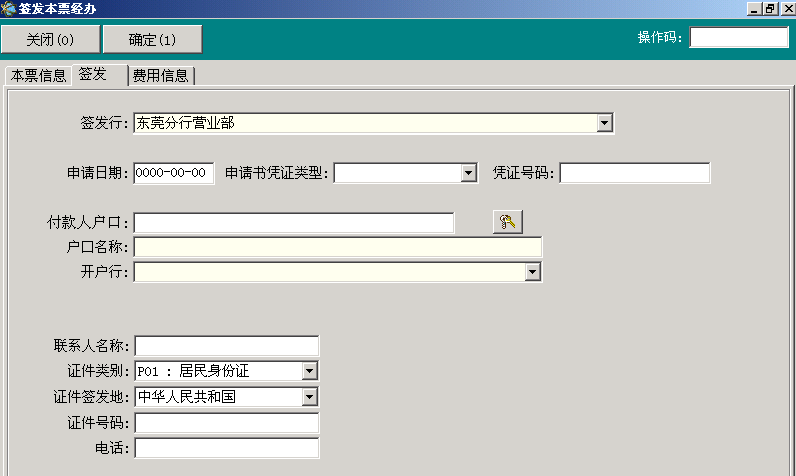 签发本票经办
关闭(0) 确定(1) 操作码:
本票信息 签发 费用信息
签发行: 东莞分行营业部
申请日期: 0000-00-00 申请书凭证类型: 凭证号码:
付款人户口:
户口名称:
开户行:
联系人名称:
证件类别: P01 : 居民身份证
证件签发地: 中华人民共和国
证件号码:
电话: